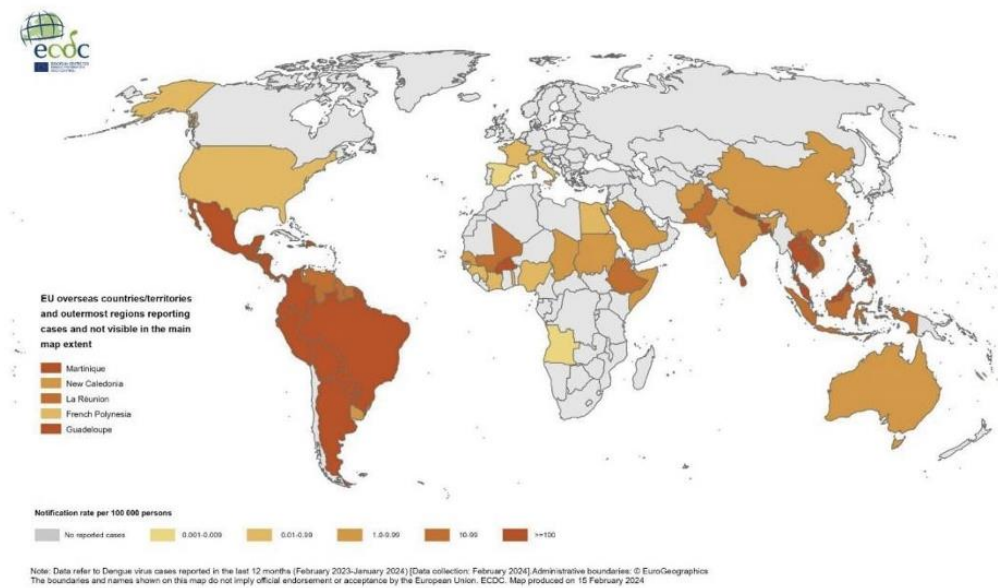 ecdc
EU overseas countries/territories
and outermost regions reporting
cases and not visible in the main
map extent
Martinique
New Caledonia
La Réunion
French Polynesia
Guadeloupe
Notification rate per 100 000 persons
No reported cases
0.001-0.009
0.01-0.99
1.0-9.99
10-99
>=100
Note: Data refer to Dengue virus cases reported in the last 12 months (February 2023-January 2024) [Data collection: February 2024].Administrative boundaries: © EuroGeographics
The boundaries and names shown on this map do not imply official endorsement or acceptance by the European Union. ECDC. Map produced on 15 February 2024